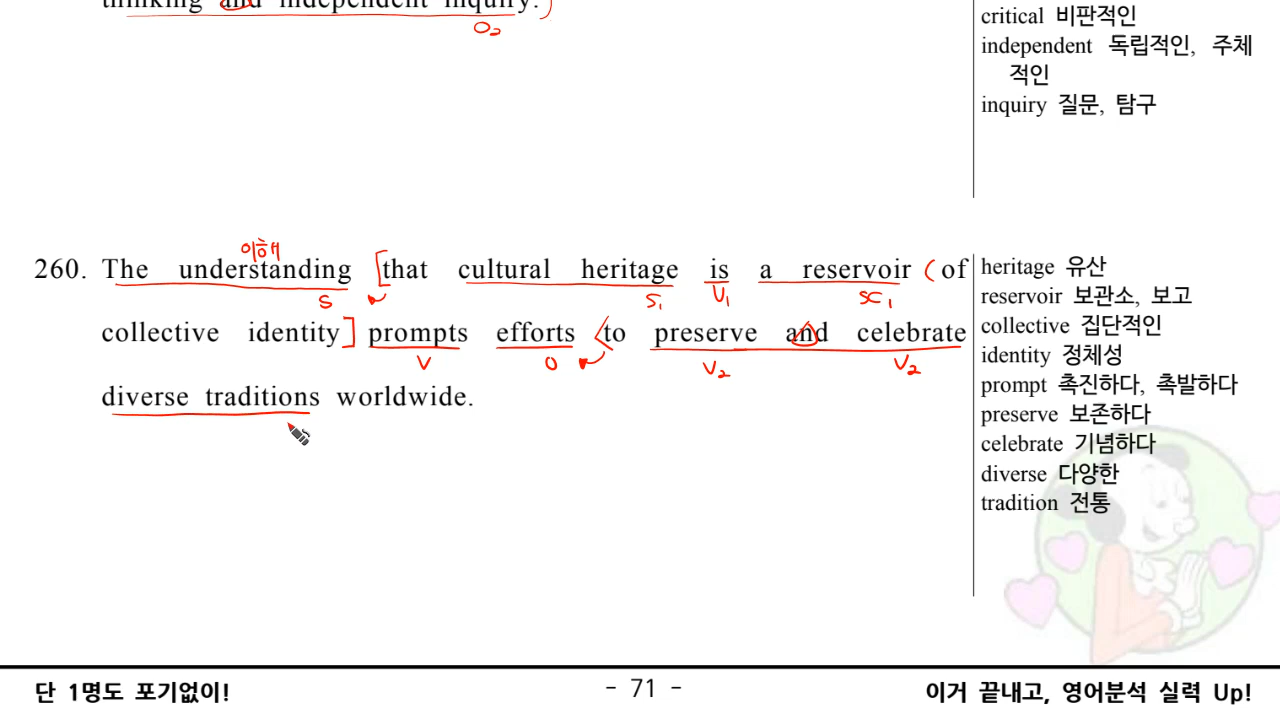 thinking and independent inquiry.)
O₂
critical 비판적인
independent 독립적인, 주체
적인
inquiry 질문, 탐구
이해
260. The understanding [that cultural heritage is a reservoir (of
S S₁ V₁ SC₁
collective identity] prompts efforts <to preserve and celebrate
V O V₂ V₂
diverse traditions worldwide.
heritage 유산
reservoir 보관소, 보고
collective 집단적인
identity 정체성
prompt 촉진하다, 촉발하다
preserve 보존하다
celebrate 기념하다
diverse 다양한
tradition 전통
단 1명도 포기없이!
- 71 -
이거 끝내고, 영어분석 실력 Up!